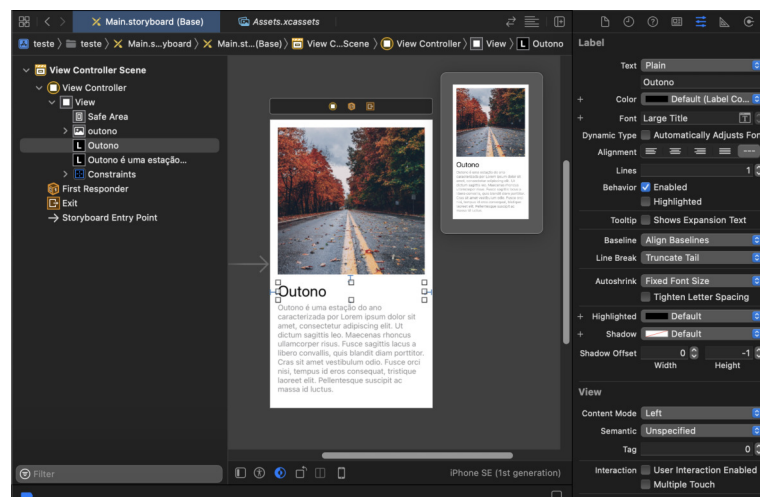 Main.storyboard (Base)
Assets.xcassets
teste
teste
Main.s...yboard
Main.st...(Base)
View C...Scene
View Controller
View
L Outono
View Controller Scene
View Controller
View
Safe Area
outono
L Outono
L Outono é uma estação...
Constraints
First Responder
Exit
Storyboard Entry Point
Filter
Outono
Outono é uma estação do ano
caracterizada por Lorem ipsum dolor sit
amet, consectetur adipiscing elit. Ut
dictum sagittis leo. Maecenas rhoncus
ullamcorper risus. Fusce sagittis lacus a
libero convallis, quis blandit diam porttitor.
Cras sit amet vestibulum odio. Fusce orci
nisi, tempus id eros consequat, tristique
laoreet elit. Pellentesque suscipit ac
massa id luctus.
Outono
iPhone SE (1st generation)
Label
Text Plain
Outono
+ Color Default (Label Co...
+ Font Large Title
Dynamic Type Automatically Adjusts Fon
Alignment
Lines 1
Behavior Enabled
Highlighted
Tooltip Shows Expansion Text
Baseline Align Baselines
Line Break Truncate Tail
Autoshrink Fixed Font Size
Tighten Letter Spacing
+ Highlighted Default
+ Shadow Default
Shadow Offset 0 -1
Width Height
View
Content Mode Left
Semantic Unspecified
Tag 0
Interaction User Interaction Enabled
Multiple Touch